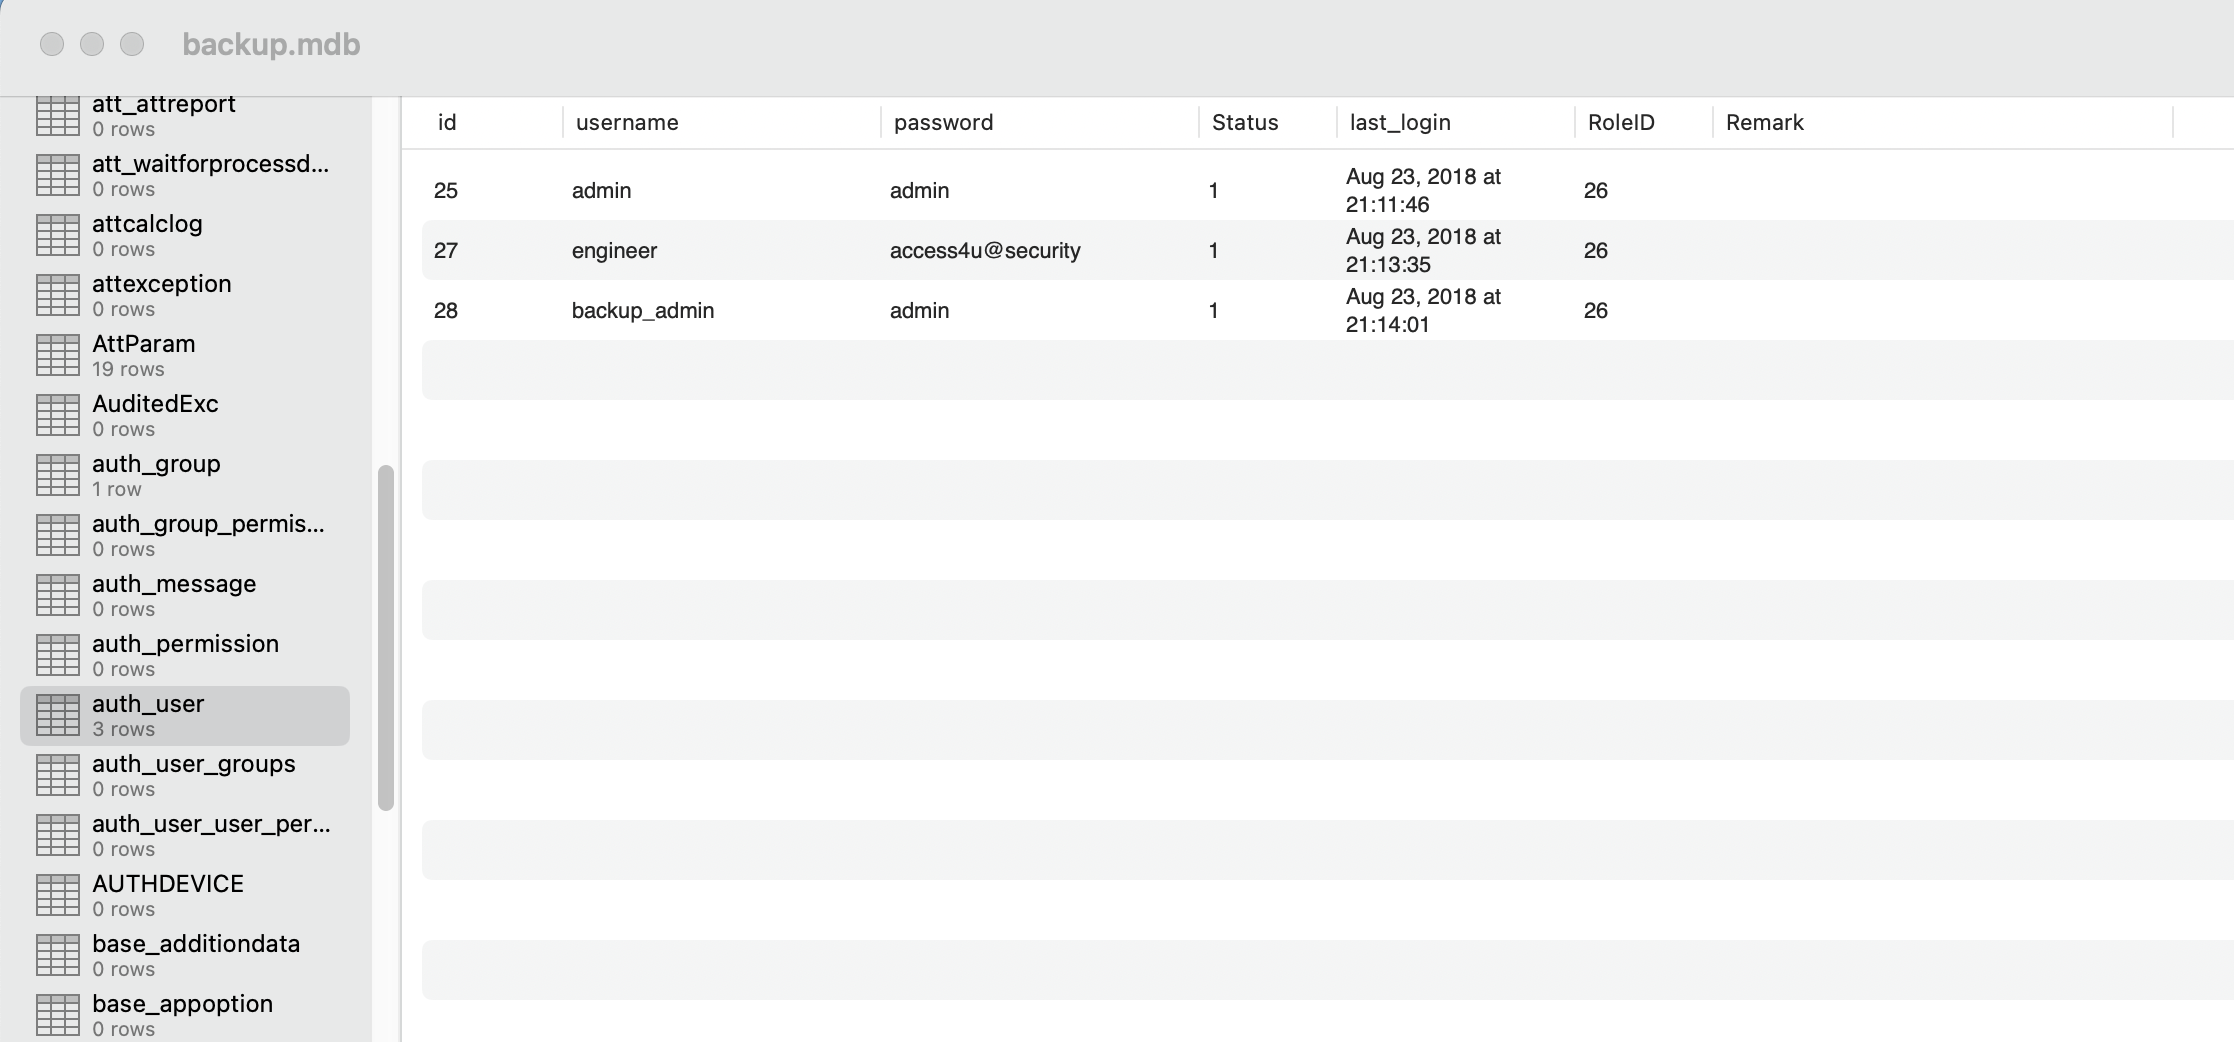 backup.mdb
att_attreport
0 rows
att_waitforprocessd...
0 rows
attcalclog
0 rows
attexception
0 rows
AttParam
19 rows
AuditedExc
0 rows
auth_group
1 row
auth_group_permis...
0 rows
auth_message
0 rows
auth_permission
0 rows
auth_user
3 rows
auth_user_groups
0 rows
auth_user_user_per...
0 rows
AUTHDEVICE
0 rows
base_additiondata
0 rows
base_appoption
0 rows
id username password Status last_login RoleID Remark
25 admin admin 1 Aug 23, 2018 at 21:11:46 26
27 engineer access4u@security 1 Aug 23, 2018 at 21:13:35 26
28 backup_admin admin 1 Aug 23, 2018 at 21:14:01 26